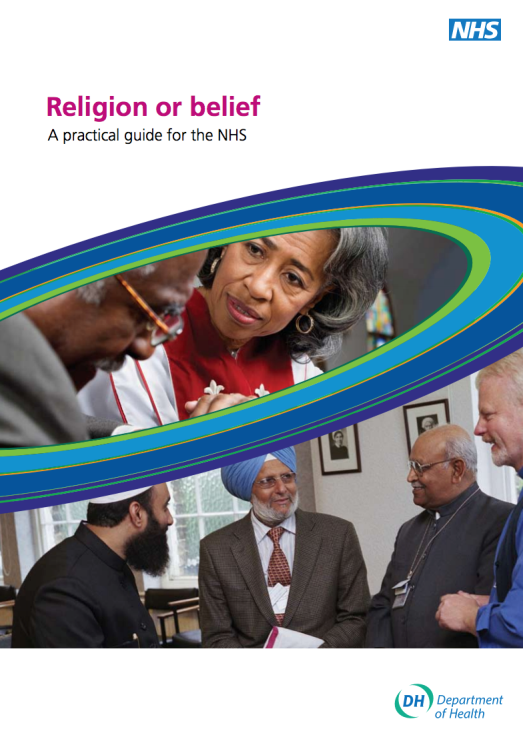 NHS
Religion or belief
A practical guide for the NHS
DH Department
of Health